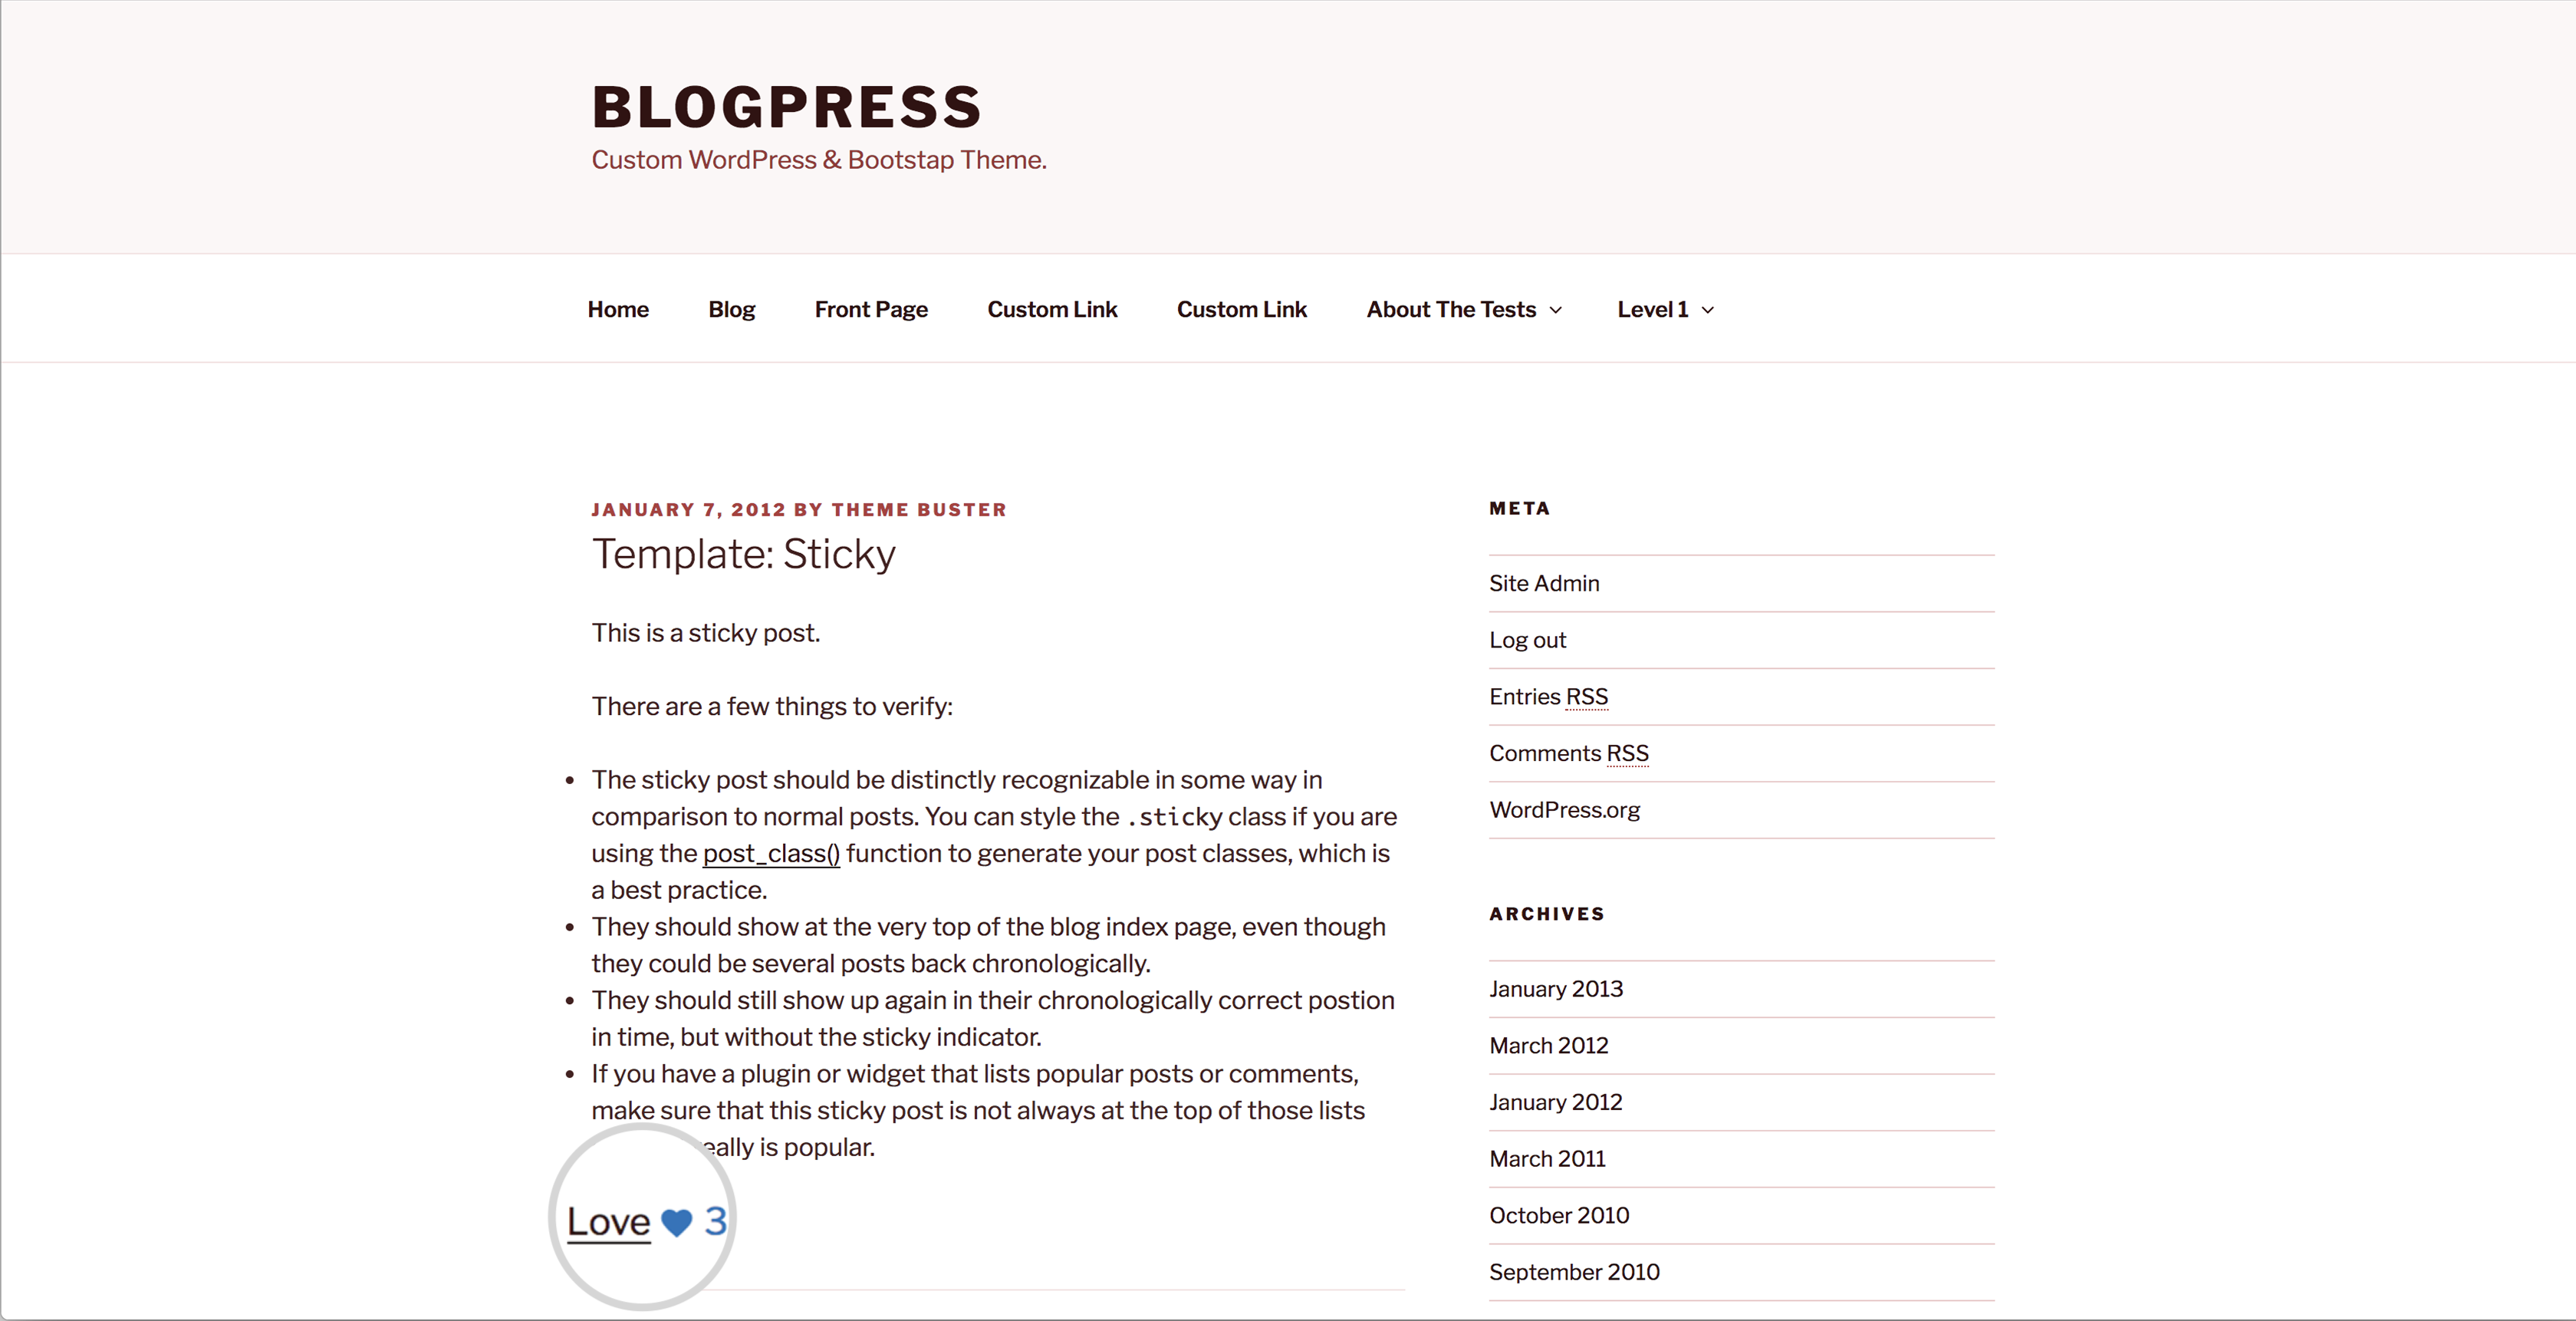 BLOGPRESS
Custom WordPress & Bootstap Theme.
Home Blog Front Page Custom Link Custom Link About The Tests Level 1
JANUARY 7, 2012 BY THEME BUSTER
Template: Sticky
This is a sticky post.
There are a few things to verify:
• The sticky post should be distinctly recognizable in some way in
comparison to normal posts. You can style the .sticky class if you are
using the post_class() function to generate your post classes, which is
a best practice.
• They should show at the very top of the blog index page, even though
they could be several posts back chronologically.
• They should still show up again in their chronologically correct postion
in time, but without the sticky indicator.
• If you have a plugin or widget that lists popular posts or comments,
make sure that this sticky post is not always at the top of those lists
is popular.
Love 3
META
Site Admin
Log out
Entries RSS
Comments RSS
WordPress.org
ARCHIVES
January 2013
March 2012
January 2012
March 2011
October 2010
September 2010